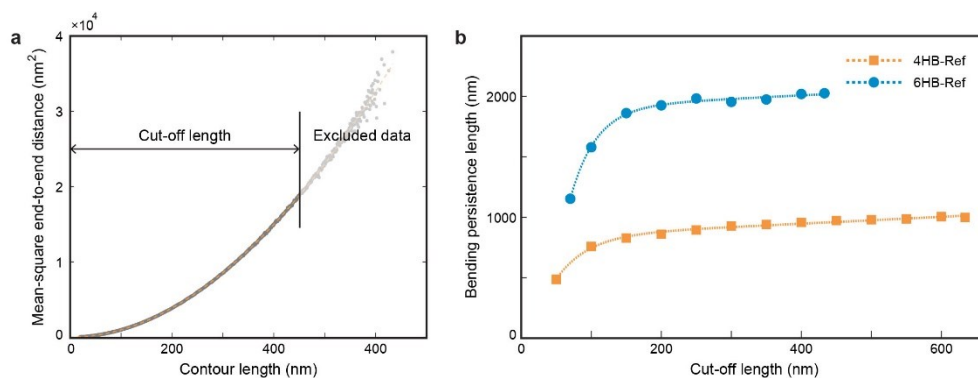 a
×10⁴
4
3
2
1
0
Mean-square end-to-end distance (nm²)
Cut-off length
Excluded data
0
200
400
400
Contour length (nm)
b
2000
1000
0
Bending persistence length (nm)
4HB-Ref
6HB-Ref
0
200
400
600
Cut-off length (nm)